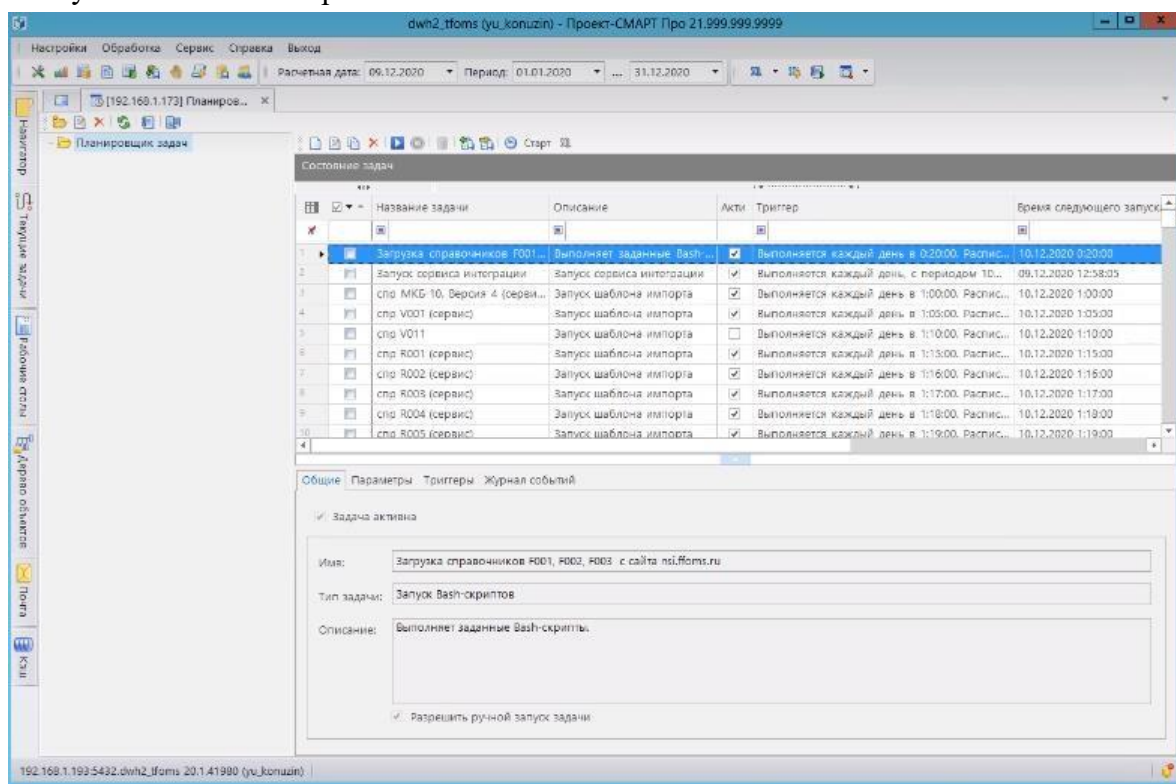 dwh2_tfoms (yu_konuzin) - Проект-СМАРТ Про 21.999.999.9999
Настройки Обработка Сервис Справка Выход
Расчетная дата: 09.12.2020 Период: 01.01.2020 ... 31.12.2020
[192.168.1.173] Планиров...
Навигатор
Текущие задачи
Рабочие столы
Дерево объектов
Почта
Кэш
Планировщик задач
Старт
Состояние задач
Название задачи Описание Акти Триггер Время следующего запуск
1 Загрузка справочников F001... Выполняет заданные Bash-... Выполняется каждый день в 0:20:00. Распис... 10.12.2020 0:20:00
2 Запуск сервиса интеграции Запуск сервиса интеграции Выполняется каждый день, с периодом 10... 09.12.2020 12:58:05
3 спр МКБ-10, Версия 4 (серви... Запуск шаблона импорта Выполняется каждый день в 1:00:00. Распис... 10.12.2020 1:00:00
4 спр V001 (сервис) Запуск шаблона импорта Выполняется каждый день в 1:05:00. Распис... 10.12.2020 1:05:00
5 спр V011 Запуск шаблона импорта Выполняется каждый день в 1:10:00. Распис... 10.12.2020 1:10:00
6 спр R001 (сервис) Запуск шаблона импорта Выполняется каждый день в 1:15:00. Распис... 10.12.2020 1:15:00
7 спр R002 (сервис) Запуск шаблона импорта Выполняется каждый день в 1:16:00. Распис... 10.12.2020 1:16:00
8 спр R003 (сервис) Запуск шаблона импорта Выполняется каждый день в 1:17:00. Распис... 10.12.2020 1:17:00
9 спр R004 (сервис) Запуск шаблона импорта Выполняется каждый день в 1:18:00. Распис... 10.12.2020 1:18:00
10 спр R005 (сервис) Запуск шаблона импорта Выполняется каждый день в 1:19:00. Распис... 10.12.2020 1:19:00
Общие Параметры Триггеры Журнал событий
Задача активна
Имя: Загрузка справочников F001, F002, F003 с сайта nsi.ffoms.ru
Тип задачи: Запуск Bash-скриптов
Описание: Выполняет заданные Bash-скрипты.
Разрешить ручной запуск задачи
192.168.1.193:5432.dwh2_tfoms 20.1.41980 (yu_konuzin)